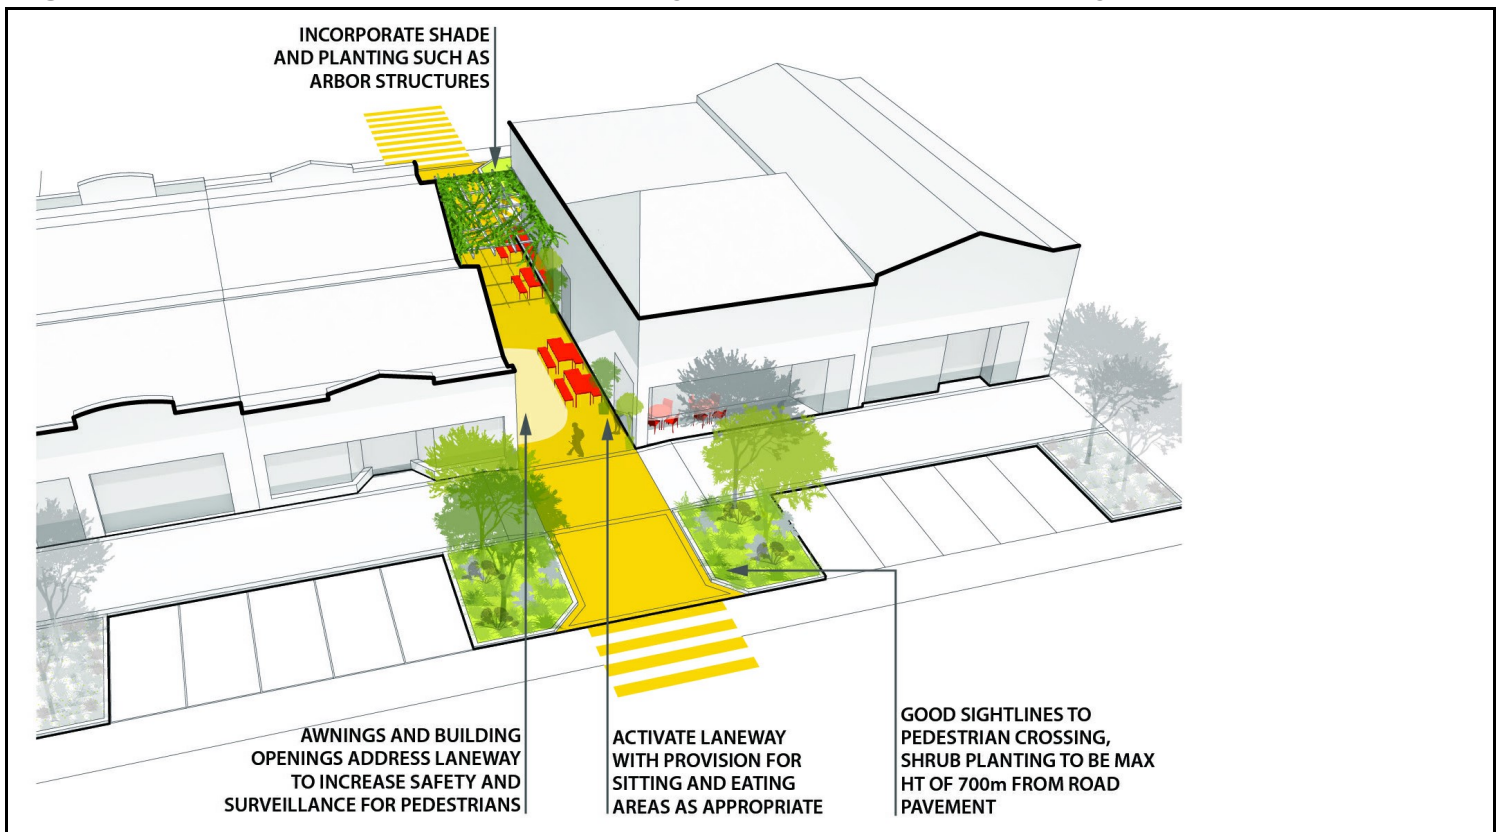 INCORPORATE SHADE
AND PLANTING SUCH AS
ARBOR STRUCTURES
AWNINGS AND BUILDING
OPENINGS ADDRESS LANEWAY
TO INCREASE SAFETY AND
SURVEILLANCE FOR PEDESTRIANS
ACTIVATE LANEWAY
WITH PROVISION FOR
SITTING AND EATING
AREAS AS APPROPRIATE
GOOD SIGHTLINES TO
PEDESTRIAN CROSSING,
SHRUB PLANTING TO BE MAX
HT OF 700m FROM ROAD
PAVEMENT